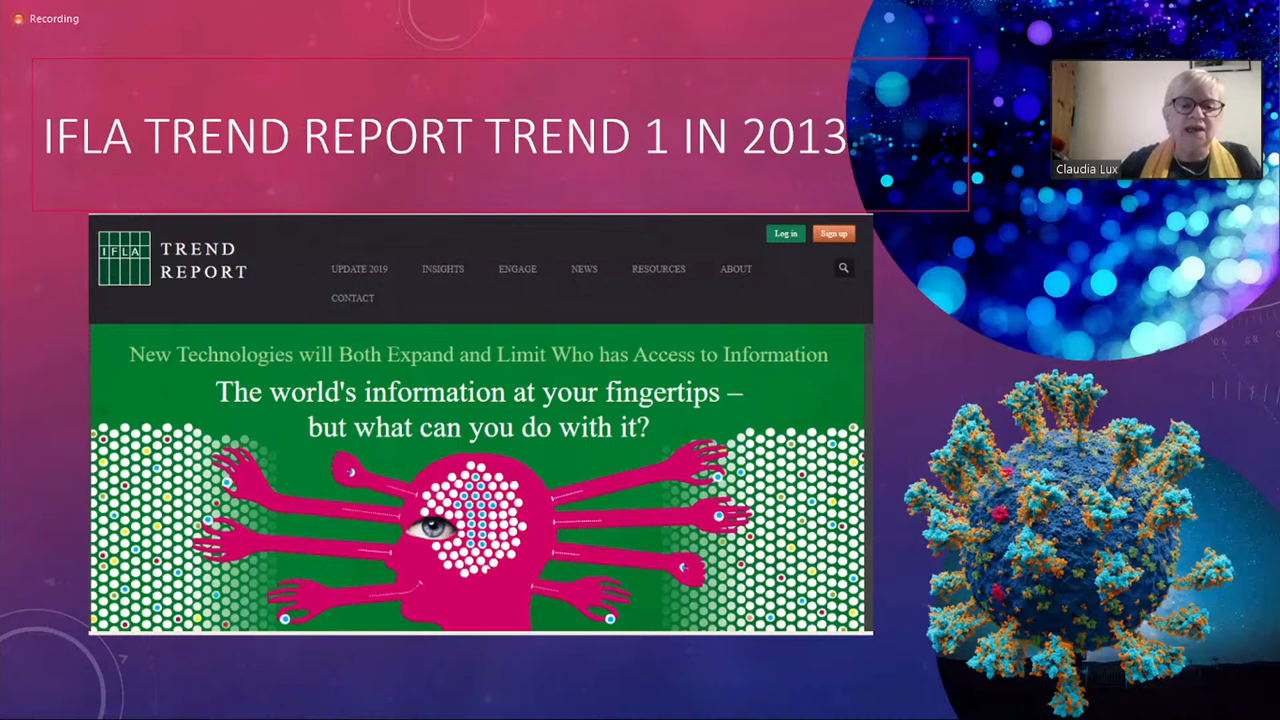 Recording
IFLA TREND REPORT TREND 1 IN 2013
Claudia Lux
IFLA
TREND
REPORT
Log in
Sign up
UPDATE 2019
INSIGHTS
ENGAGE
NEWS
RESOURCES
ABOUT
CONTACT
New Technologies will Both Expand and Limit Who has Access to Information
The world's information at your fingertips –
but what can you do with it?